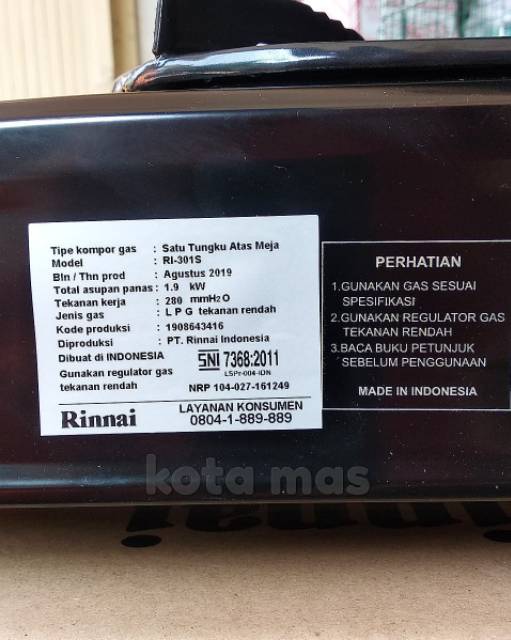 Tipe kompor gas : Satu Tungku Atas Meja
Model : RI-301S
Bln / Thn prod : Agustus 2019
Total asupan panas : 1.9 kW
Tekanan kerja : 280 mmH2O
Jenis gas : L P G tekanan rendah
Kode produksi : 1908643416
Diproduksi : PT. Rinnai Indonesia
Dibuat di INDONESIA
Gunakan regulator gas
tekanan rendah
SNI 7368:2011
LSPr-004-IDN
NRP 104-027-161249
Rinnai
LAYANAN KONSUMEN
0804-1-889-889
PERHATIAN
1.GUNAKAN GAS SESUAI
SPESIFIKASI
2.GUNAKAN REGULATOR GAS
TEKANAN RENDAH
3.BACA BUKU PETUNJUK
SEBELUM PENGGUNAAN
MADE IN INDONESIA
kota mas